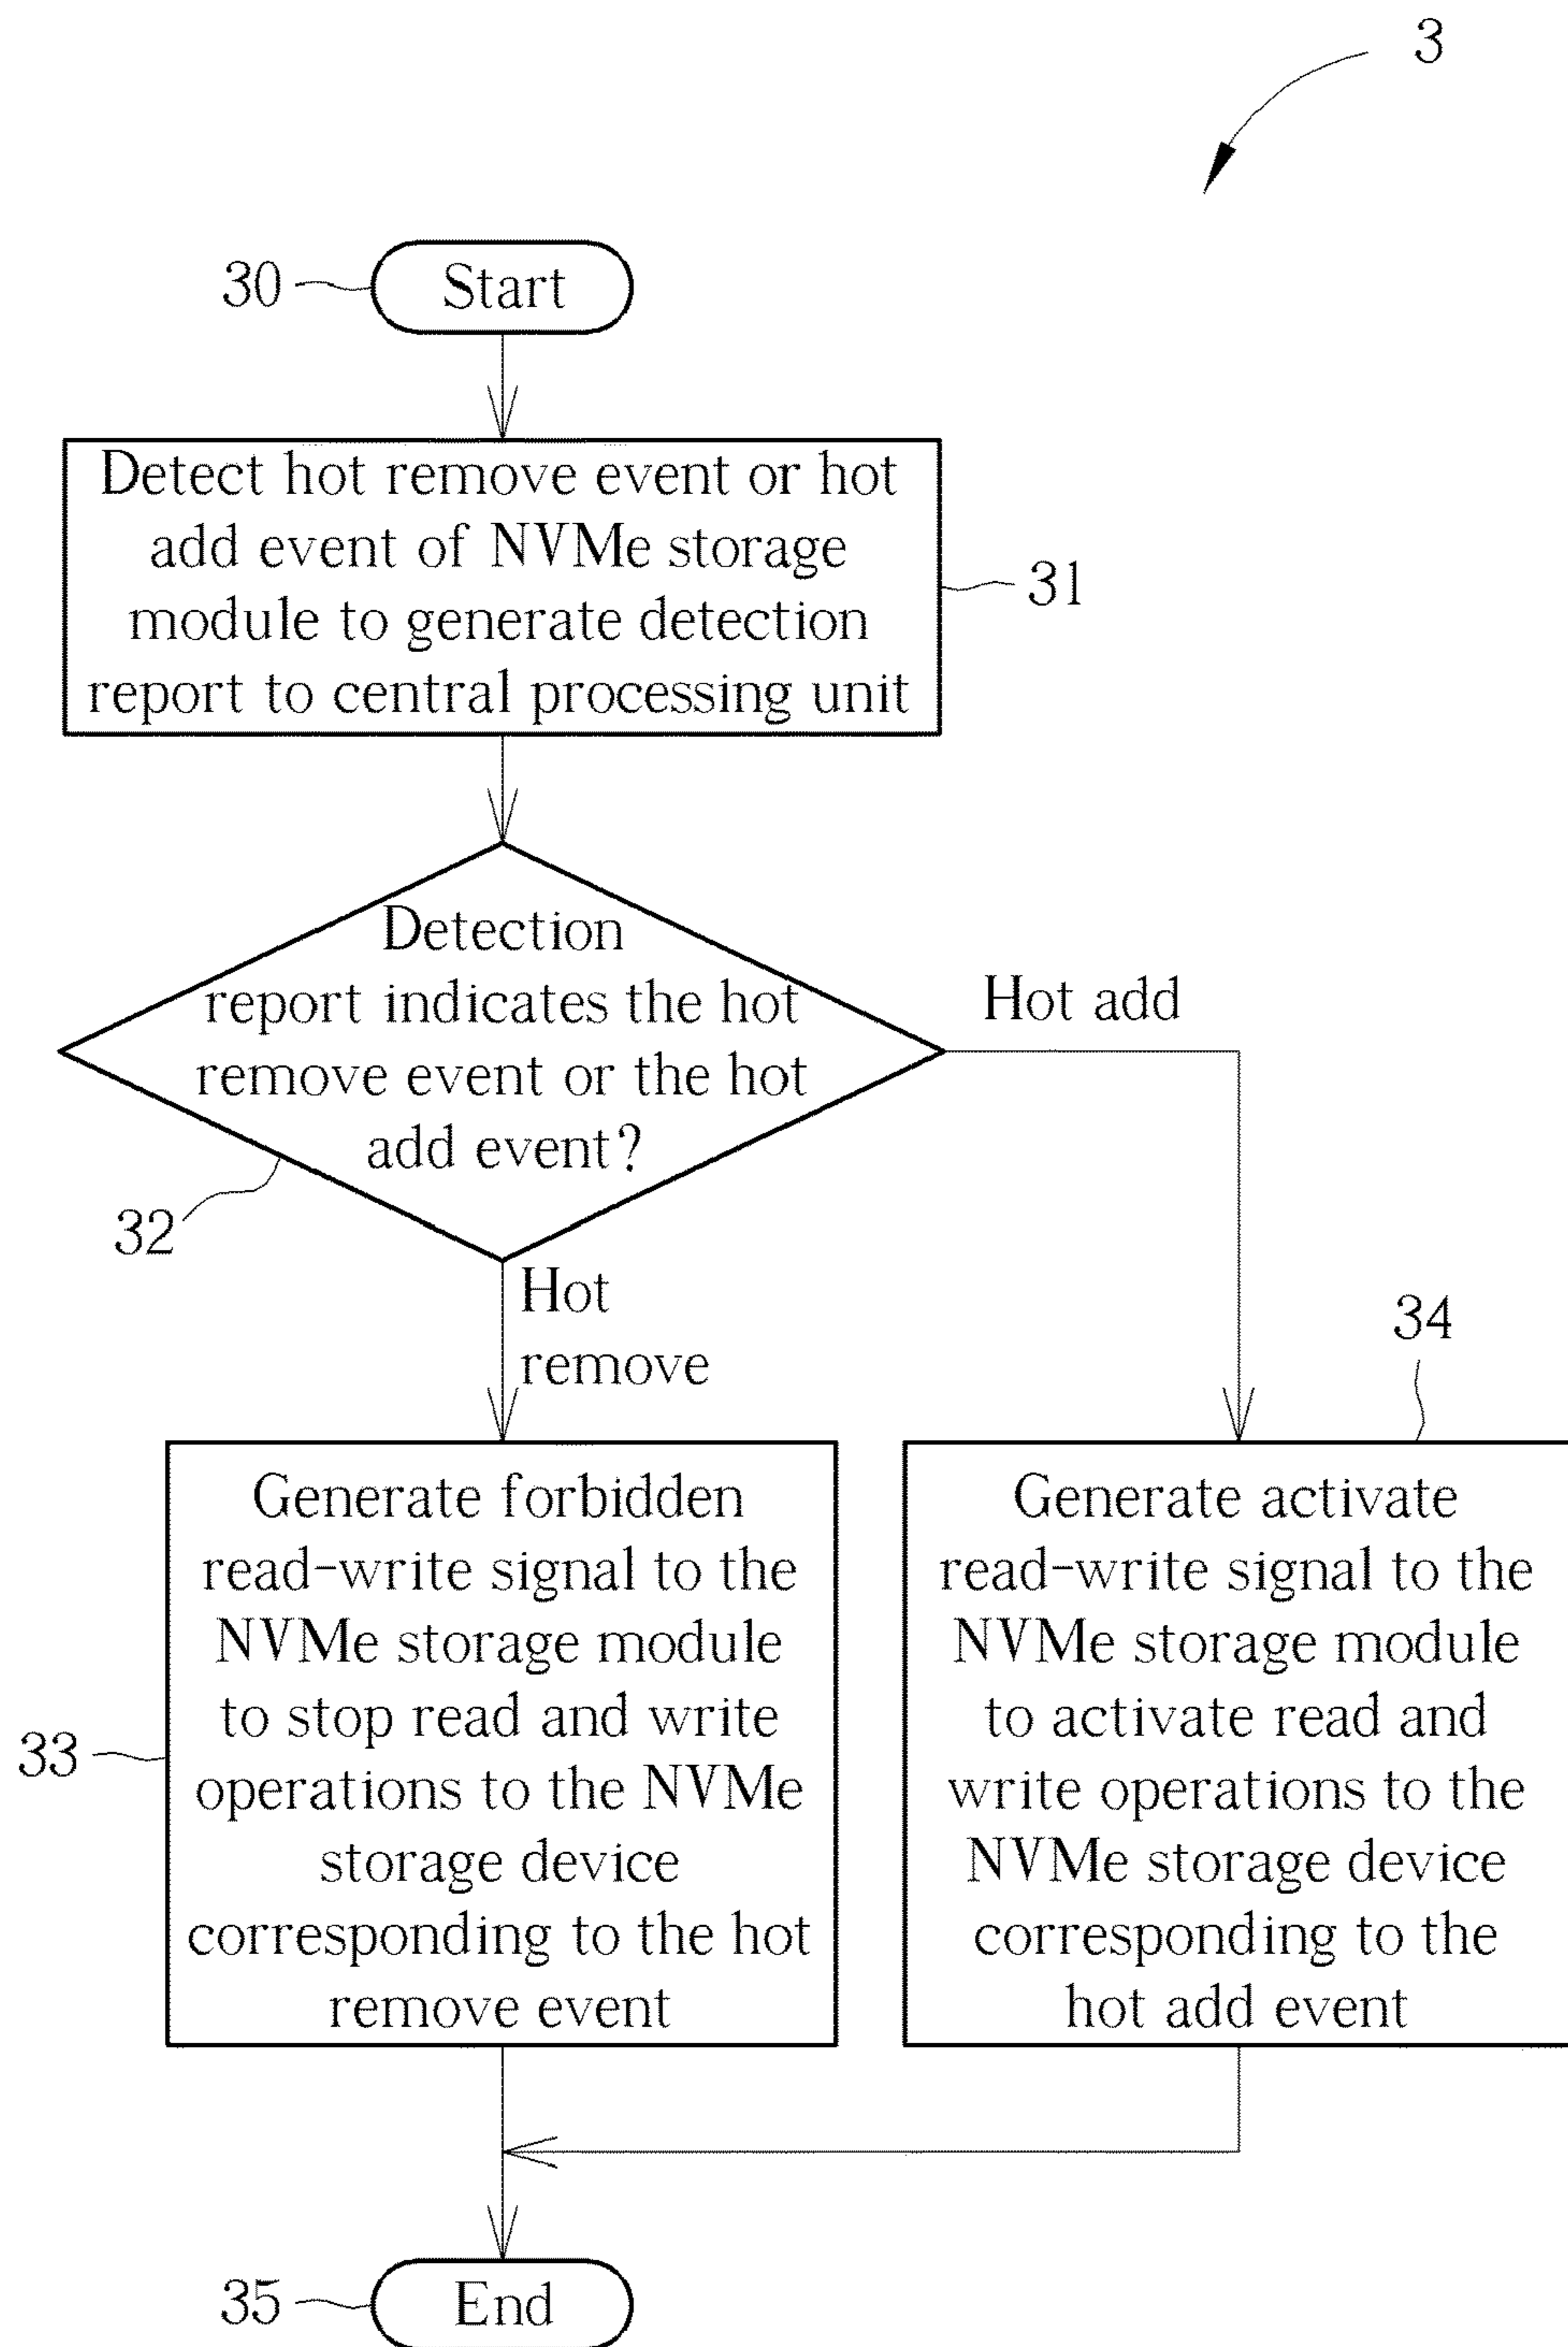 3
30
Start
Detect hot remove event or hot
add event of NVMe storage
module to generate detection
report to central processing unit
31
Detection
report indicates the hot
remove event or the hot
add event?
32
Hot add
Hot
remove
34
Generate forbidden
read-write signal to the
NVMe storage module
to stop read and write
operations to the NVMe
storage device
corresponding to the hot
remove event
33
Generate activate
read-write signal to the
NVMe storage module
to activate read and
write operations to the
NVMe storage device
corresponding to the
hot add event
35
End